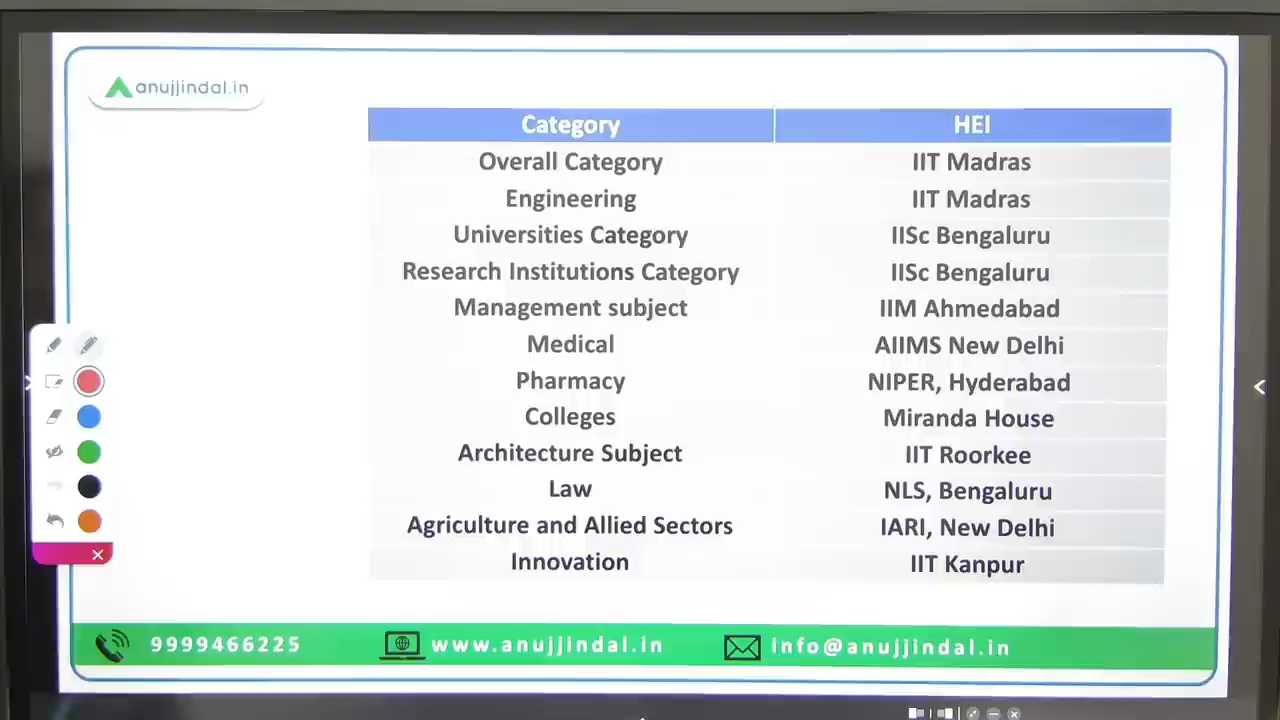 anujjindal.in
Category HEI
Overall Category IIT Madras
Engineering IIT Madras
Universities Category IISc Bengaluru
Research Institutions Category IISc Bengaluru
Management subject IIM Ahmedabad
Medical AIIMS New Delhi
Pharmacy NIPER, Hyderabad
Colleges Miranda House
Architecture Subject IIT Roorkee
Law NLS, Bengaluru
Agriculture and Allied Sectors IARI, New Delhi
Innovation IIT Kanpur
9999466225 www.anujjindal.in info@anujjindal.in